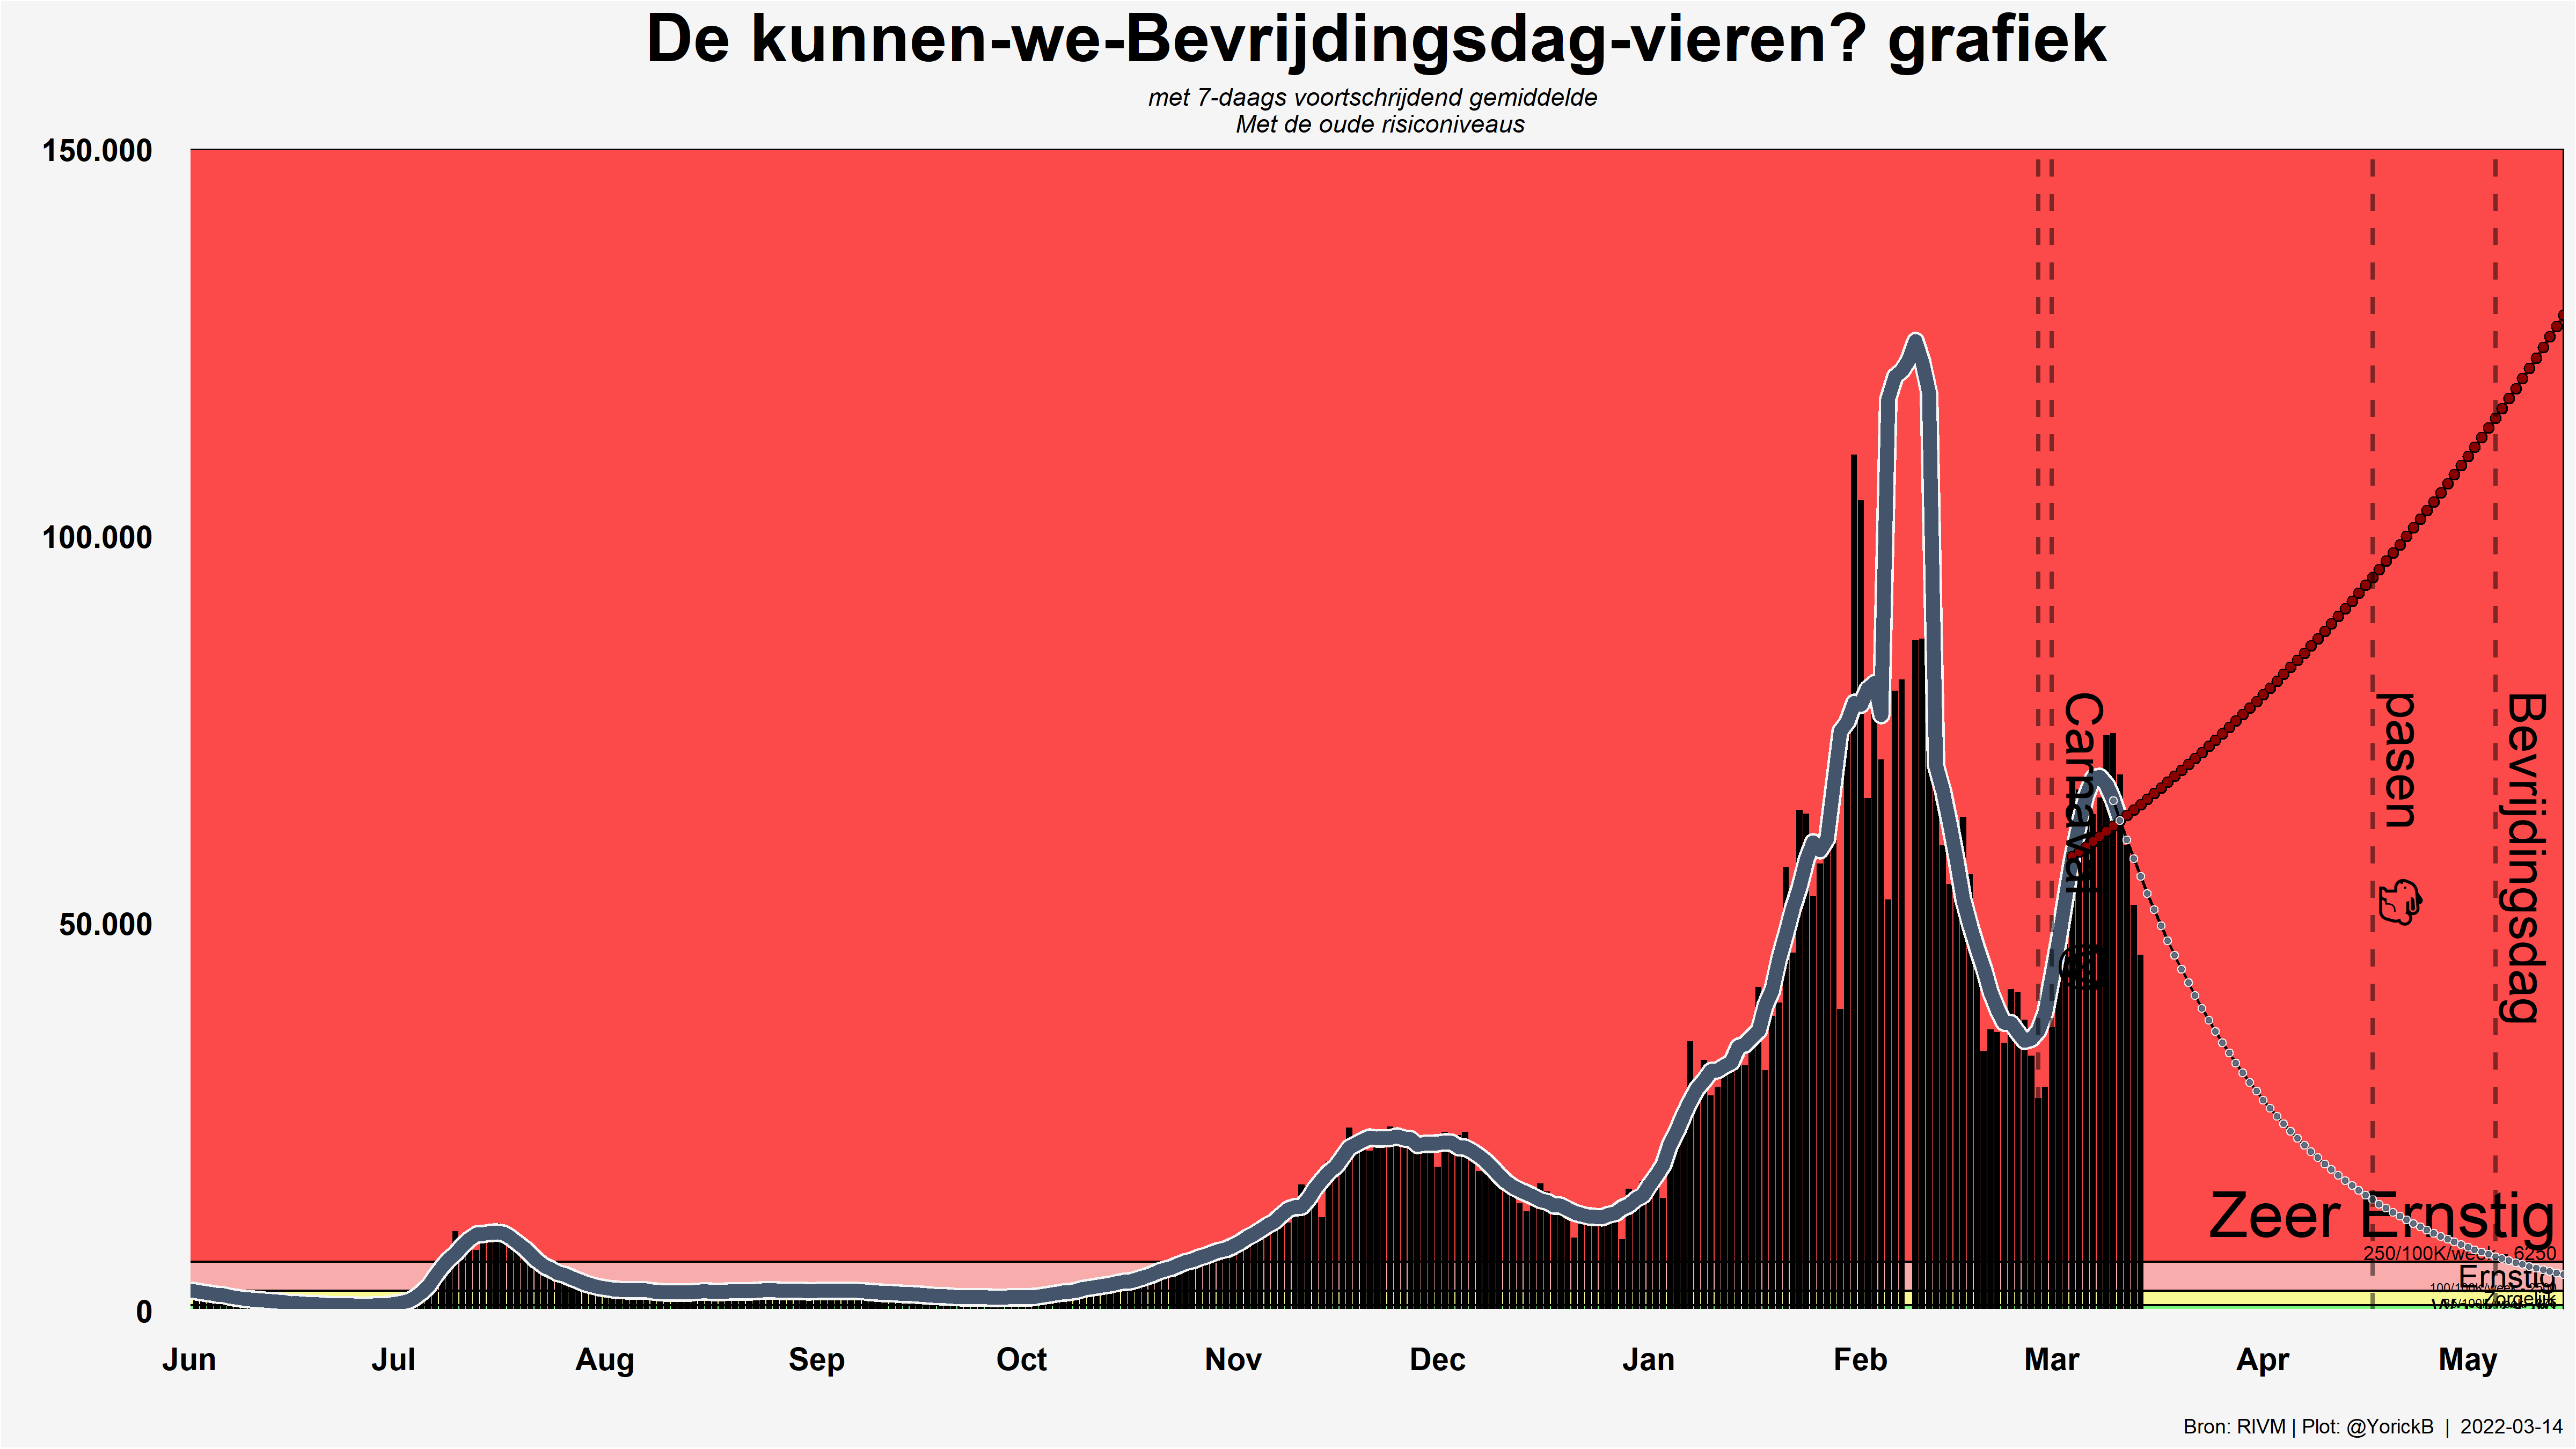 De kunnen-we-Bevrijdingsdag-vieren? grafiek
met 7-daags voortschrijdend gemiddelde
Met de oude risiconiveaus
150.000
100.000
50.000
0
Carnaval
pasen
Bevrijdingsdag
Zeer Ernstig
250/100K/week - 6250
Ernstig
Zorgelijk
Jun Jul Aug Sep Oct Nov Dec Jan Feb Mar Apr May
Bron: RIVM | Plot: @YorickB | 2022-03-14